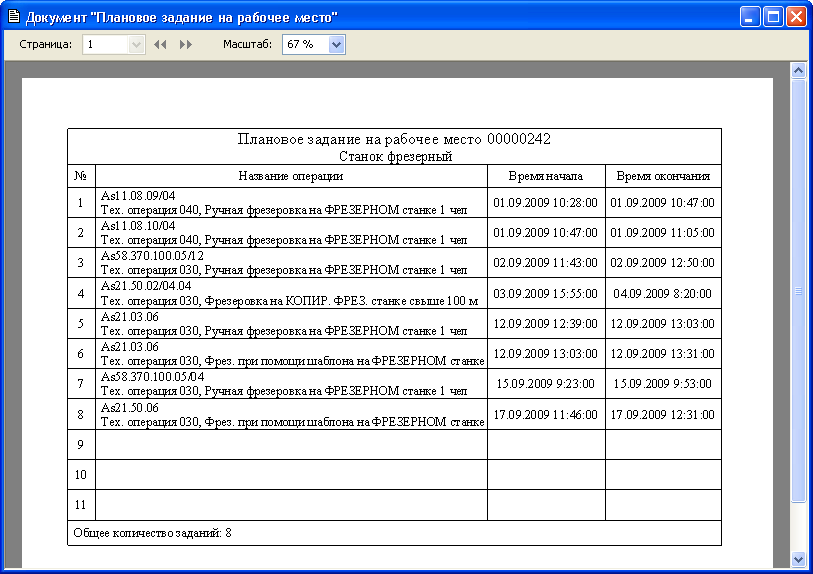 Документ "Плановое задание на рабочее место"
Страница: 1 Масштаб: 67 %
Плановое задание на рабочее место 00000242
Станок фрезерный
№ Название операции Время начала Время окончания
1 As11.08.09/04 01.09.2009 10:28:00 01.09.2009 10:47:00
Тех. операция 040, Ручная фрезеровка на ФРЕЗЕРНОМ станке 1 чел
2 As11.08.10/04 01.09.2009 10:47:00 01.09.2009 11:05:00
Тех. операция 040, Ручная фрезеровка на ФРЕЗЕРНОМ станке 1 чел
3 As58.370.100.05/12 02.09.2009 11:43:00 02.09.2009 12:50:00
Тех. операция 030, Ручная фрезеровка на ФРЕЗЕРНОМ станке 1 чел
4 As21.50.02/04.04 03.09.2009 15:55:00 04.09.2009 8:20:00
Тех. операция 030, Фрезеровка на КОПИР. ФРЕЗ. станке свыше 100 м
5 As21.03.06 12.09.2009 12:39:00 12.09.2009 13:03:00
Тех. операция 030, Ручная фрезеровка на ФРЕЗЕРНОМ станке 1 чел
6 As21.03.06 12.09.2009 13:03:00 12.09.2009 13:31:00
Тех. операция 030, Фрез. при помощи шаблона на ФРЕЗЕРНОМ станке
7 As58.370.100.05/04 15.09.2009 9:23:00 15.09.2009 9:53:00
Тех. операция 030, Ручная фрезеровка на ФРЕЗЕРНОМ станке 1 чел
8 As21.50.06 17.09.2009 11:46:00 17.09.2009 12:31:00
Тех. операция 030, Фрез. при помощи шаблона на ФРЕЗЕРНОМ станке
9
10
11
Общее количество заданий: 8